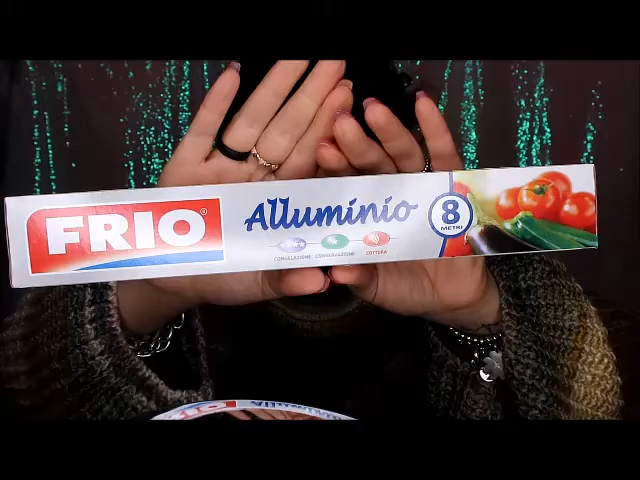 FRIO®
Alluminio
CONGELAZIONE CONSERVAZIONE COTTURA
8
METRI